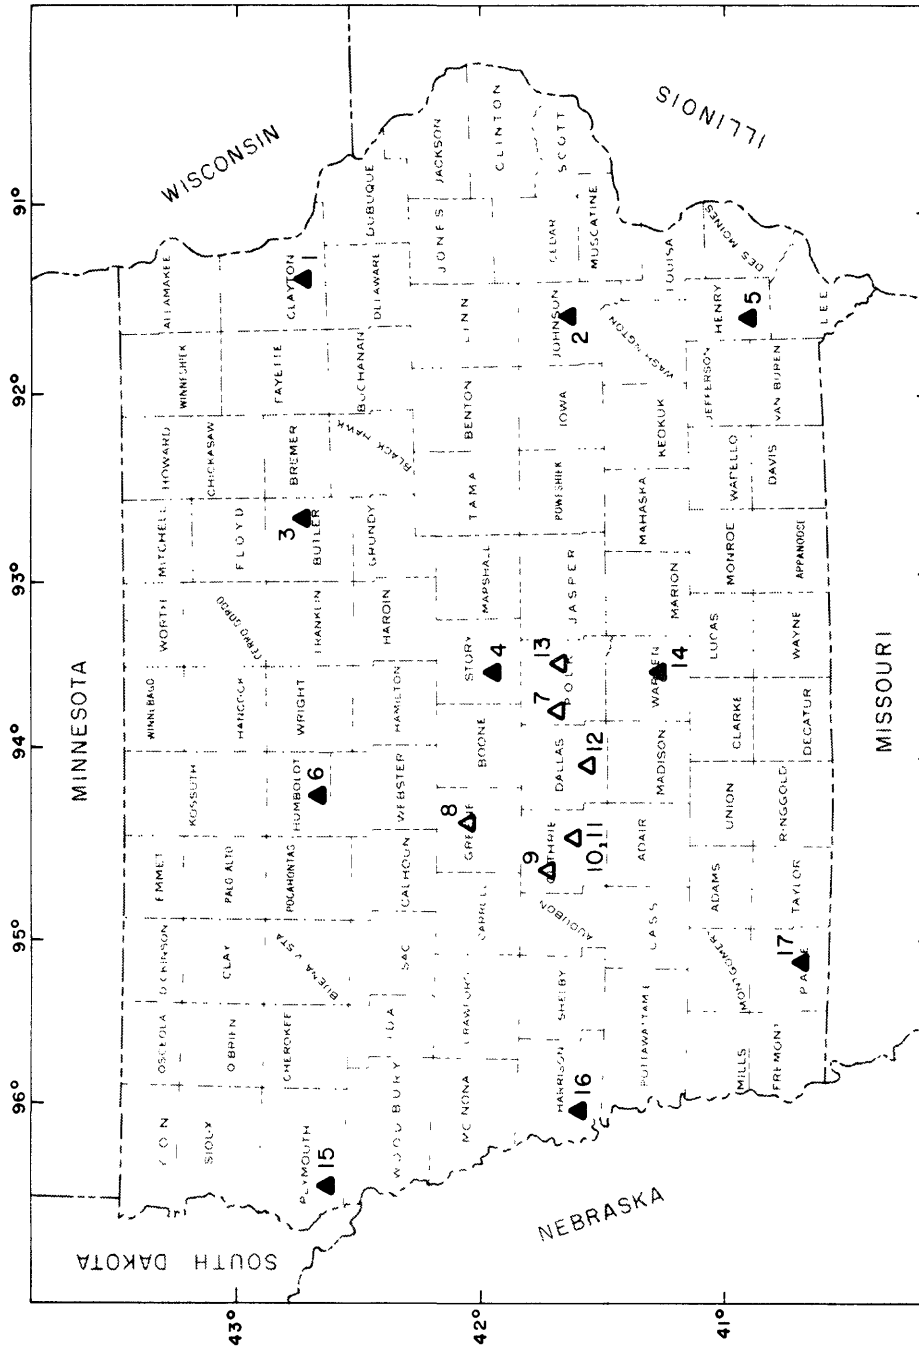 MINNESOTA
WISCONSIN
ILLINOIS
MISSOURI
NEBRASKA
SOUTH DAKOTA
96°
95°
94°
93°
92°
91°
43°
42°
41°
LYON
OSCEOLA
DICKINSON
EMMET
WINNEBAGO
WORTH
MITCHELL
HOWARD
WINNESHIEK
ALLAMAKEE
SIOUX
O'BRIEN
CLAY
PALO ALTO
KOSSUTH
HANCOCK
CERRO GORDO
FLOYD
CHICKASAW
PLYMOUTH
15
CHEROKEE
BUENA VISTA
POCAHONTAS
HUMBOLDT
6
WRIGHT
FRANKLIN
BUTLER
3
BREMER
FAYETTE
CLAYTON
1
WOODBURY
IDA
SAC
CALHOUN
WEBSTER
HAMILTON
HARDIN
GRUNDY
BLACK HAWK
BUCHANAN
DELAWARE
DUBUQUE
MONONA
CRAWFORD
CARROLL
GREENE
8
BOONE
STORY
4
MARSHALL
TAMA
BENTON
LINN
JONES
JACKSON
CLINTON
HARRISON
16
SHELBY
AUDUBON
GUTHRIE
9
10, 11
DALLAS
12
POLK
7
13
JASPER
POWESHIEK
IOWA
JOHNSON
2
CEDAR
SCOTT
MUSCATINE
POTTAWATTAMIE
CASS
ADAIR
MADISON
WARREN
14
MARION
MAHASKA
KEOKUK
WASHINGTON
LOUISA
MILLS
MONTGOMERY
ADAMS
UNION
CLARKE
LUCAS
MONROE
WAPELLO
JEFFERSON
HENRY
5
DES MOINES
FREMONT
PAGE
17
TAYLOR
RINGGOLD
DECATUR
WAYNE
APPANOOSE
DAVIS
VAN BUREN
LEE